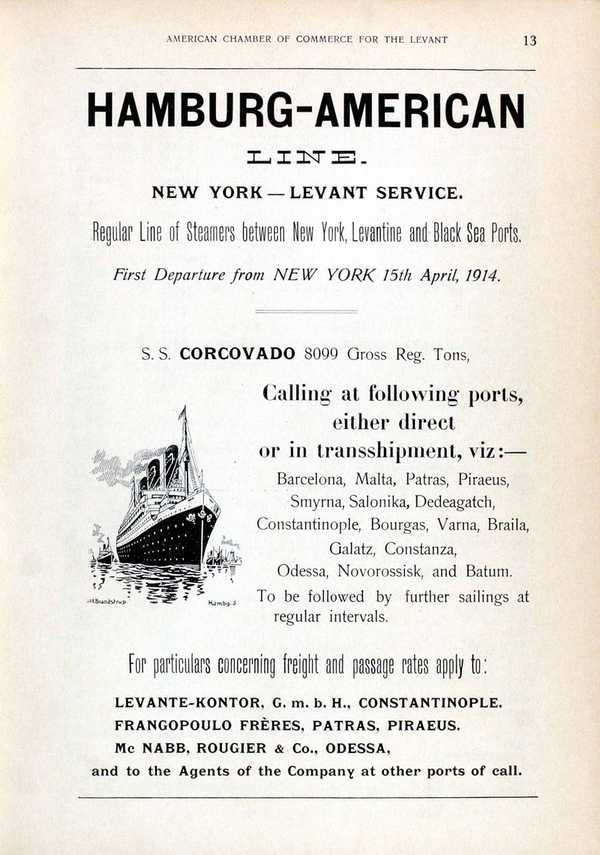 AMERICAN CHAMBER OF COMMERCE FOR THE LEVANT 13
HAMBURG-AMERICAN
LINE.
NEW YORK — LEVANT SERVICE.
Regular Line of Steamers between New York, Levantine and Black Sea Ports.
First Departure from NEW YORK 15th April, 1914.
S. S. CORCOVADO 8099 Gross Reg. Tons,
Calling at following ports,
either direct
or in transshipment, viz:—
Barcelona, Malta, Patras, Piraeus,
Smyrna, Salonika, Dedeagatch,
Constantinople, Bourgas, Varna, Braila,
Galatz, Constanza,
Odessa, Novorossisk, and Batum.
To be followed by further sailings at
regular intervals.
Hambg.
For particulars concerning freight and passage rates apply to:
LEVANTE-KONTOR, G. m. b. H., CONSTANTINOPLE.
FRANGOPOULO FRÈRES, PATRAS, PIRAEUS.
Mc NABB, ROUGIER & Co., ODESSA,
and to the Agents of the Company at other ports of call.